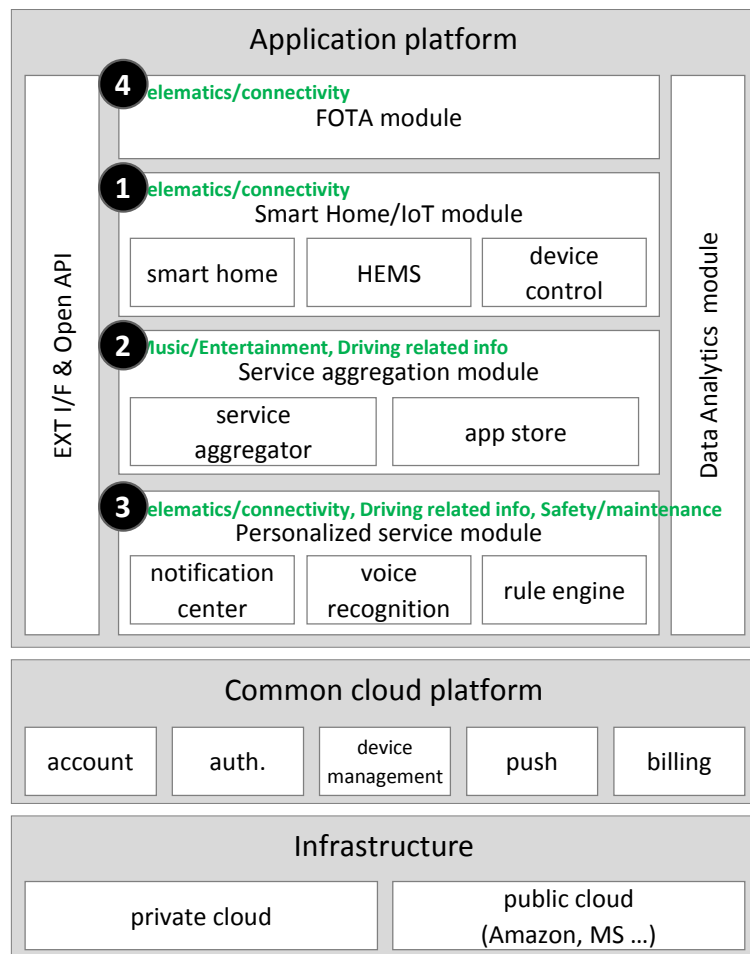 Application platform
EXT I/F & Open API
4
elematics/connectivity
FOTA module
1
elematics/connectivity
Smart Home/IoT module
smart home
HEMS
device
control
2
Music/Entertainment, Driving related info
Service aggregation module
service
aggregator
app store
3
elematics/connectivity, Driving related info, Safety/maintenance
Personalized service module
notification
center
voice
recognition
rule engine
Data Analytics module
Common cloud platform
account
auth.
device
management
push
billing
Infrastructure
private cloud
public cloud
(Amazon, MS ...)